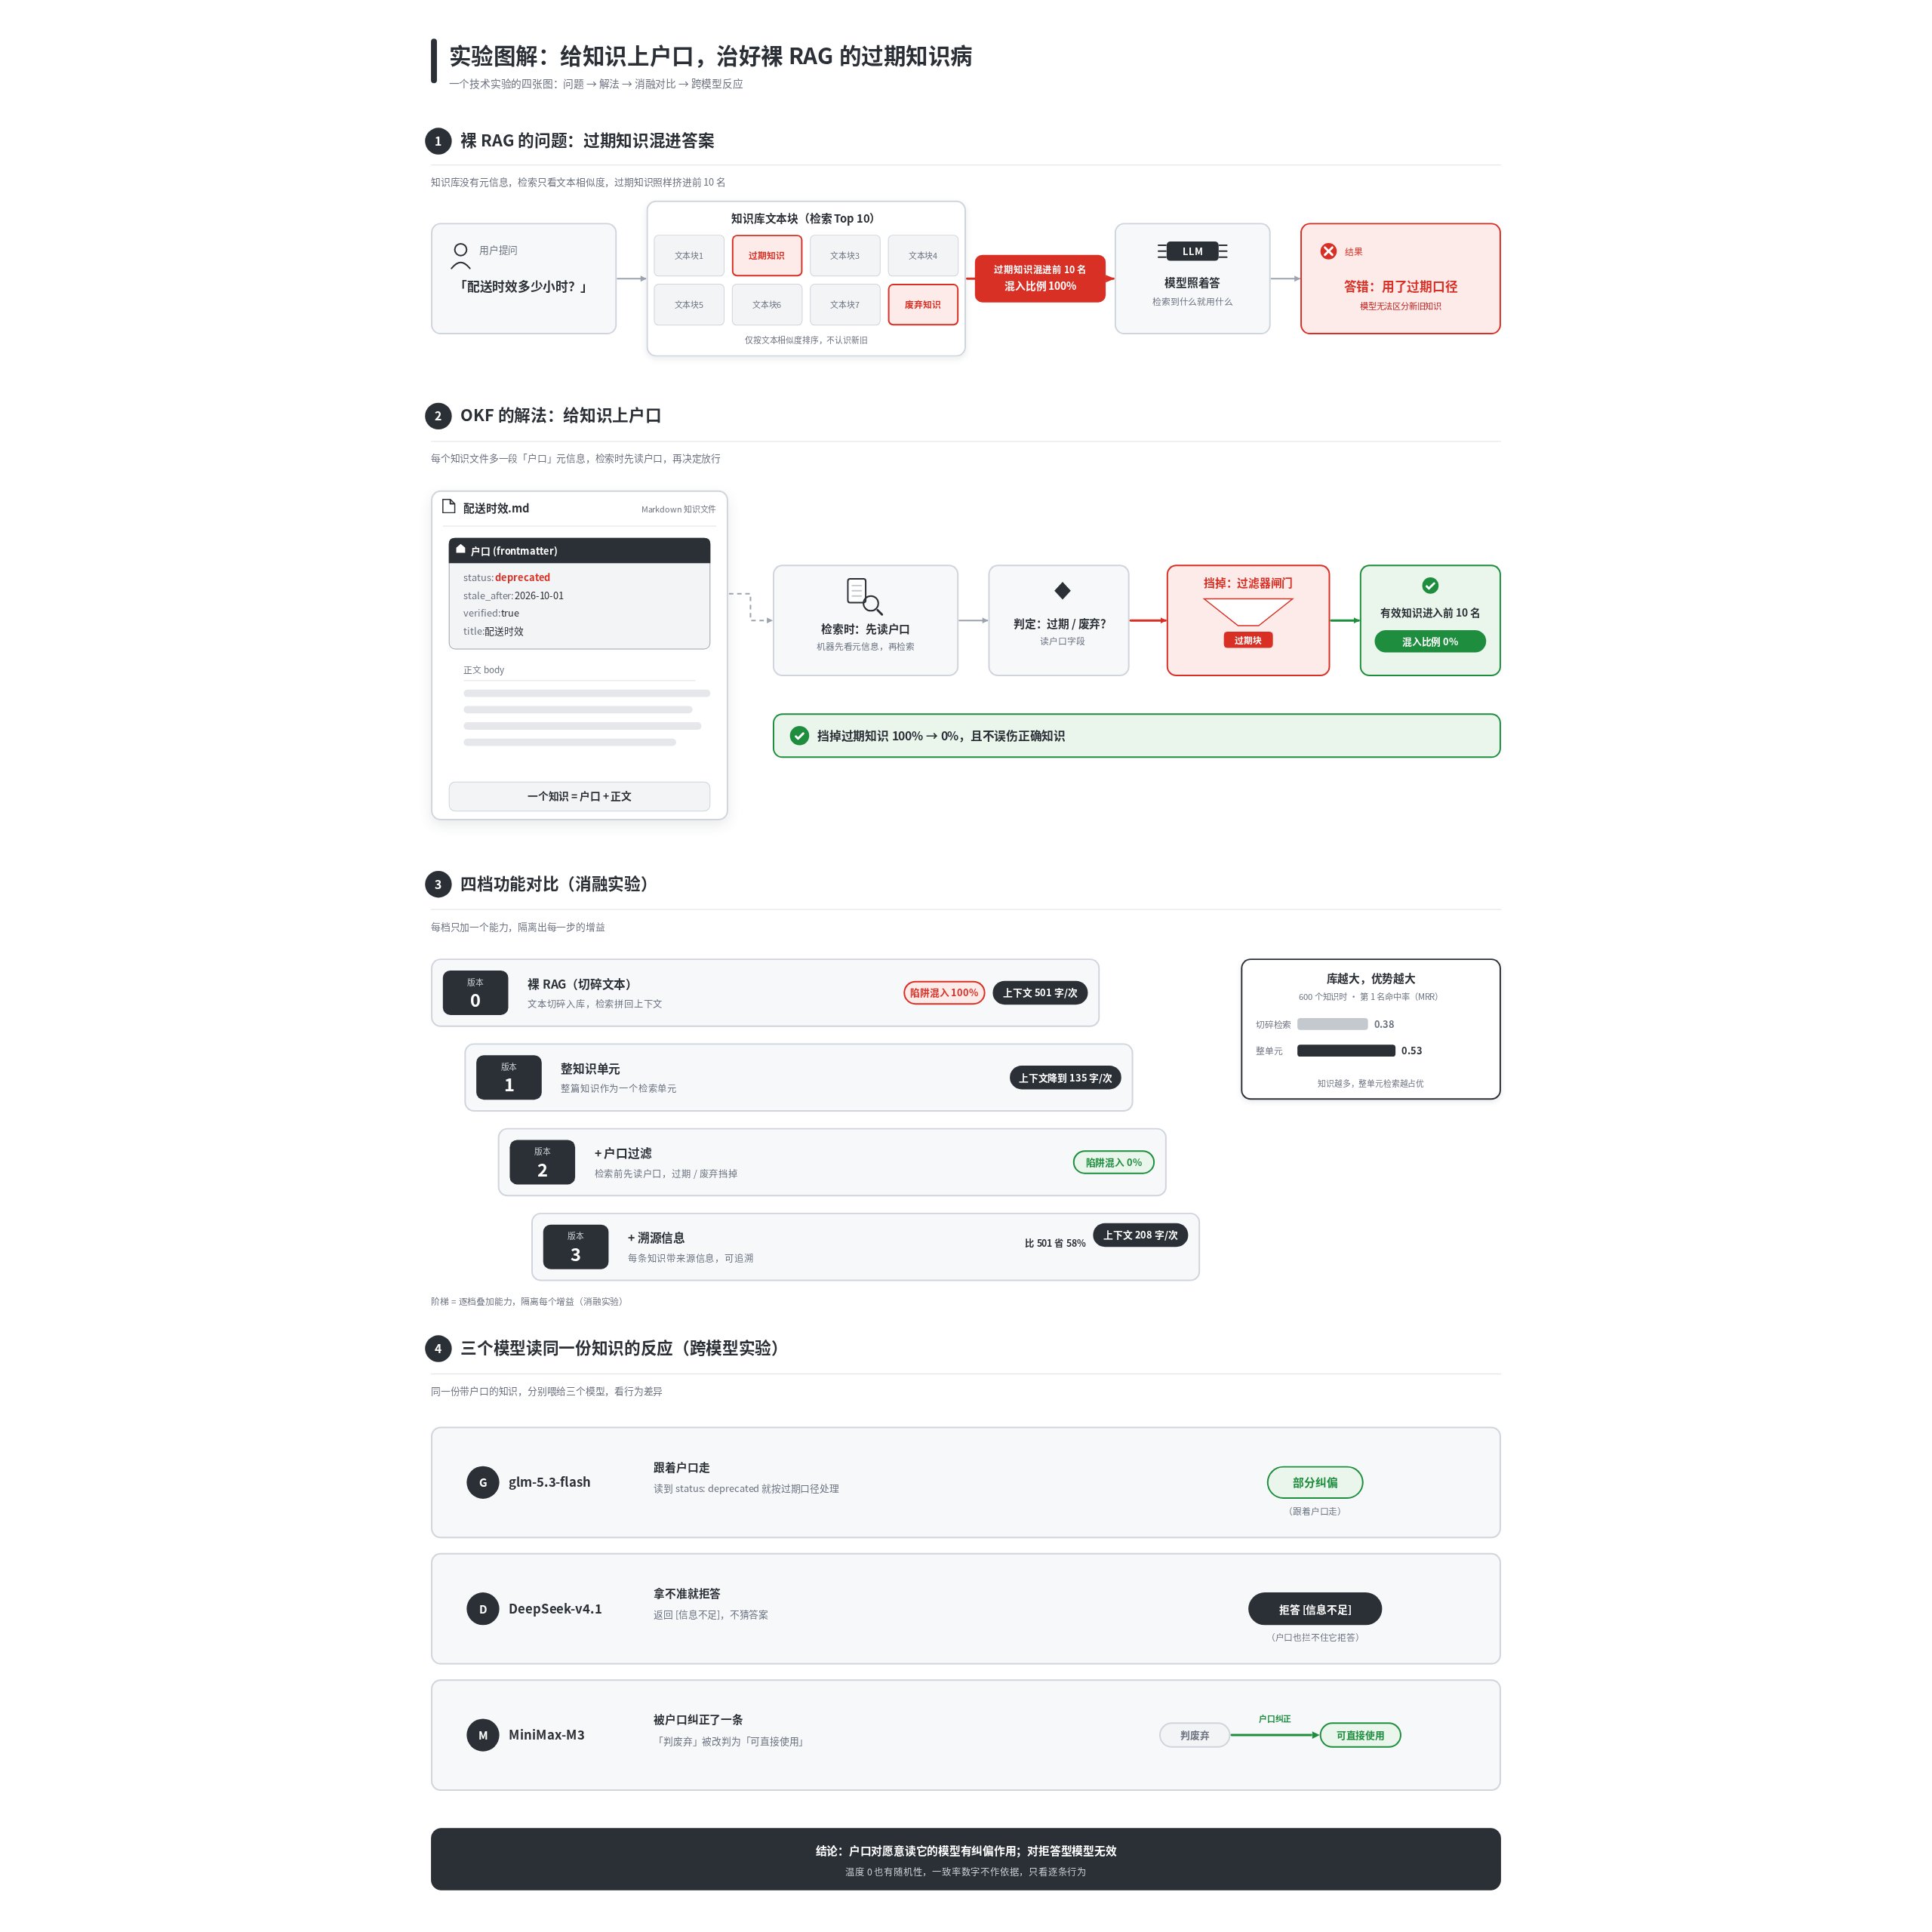 实验图解：给知识上户口，治好裸 RAG 的过期知识病
一个技术实验的四张图：问题 → 解法 → 消融对比 → 跨模型反应
1 裸 RAG 的问题：过期知识混进答案
知识库没有元信息，检索只看文本相似度，过期知识照样挤进前 10 名
用户提问
「配送时效多少小时？」
知识库文本块（检索 Top 10）
文本块1 过期知识 文本块3 文本块4
文本块5 文本块6 文本块7 废弃知识
仅按文本相似度排序，不认识新旧
过期知识混进前 10 名
混入比例 100%
LLM
模型照着答
检索到什么就用什么
结果
答错：用了过期口径
模型无法区分新旧知识
2 OKF 的解法：给知识上户口
每个知识文件多一段「户口」元信息，检索时先读户口，再决定放行
配送时效.md Markdown 知识文件
户口 (frontmatter)
status:deprecated
stale_after:2026-10-01
verified:true
title:配送时效
正文 body
一个知识 = 户口 + 正文
检索时：先读户口
机器先看元信息，再检索
判定：过期 / 废弃？
读户口字段
挡掉：过滤器闸门
过期块
有效知识进入前 10 名
混入比例 0%
挡掉过期知识 100% → 0%，且不误伤正确知识
3 四档功能对比（消融实验）
每档只加一个能力，隔离出每一步的增益
版本
0
裸 RAG（切碎文本）
文本切碎入库，检索拼回上下文
陷阱混入 100% 上下文 501 字/次
版本
1
整知识单元
整篇知识作为一个检索单元
上下文降到 135 字/次
版本
2
+ 户口过滤
检索前先读户口，过期 / 废弃挡掉
陷阱混入 0%
版本
3
+ 溯源信息
每条知识带来源信息，可追溯
比 501 省 58% 上下文 208 字/次
库越大，优势越大
600 个知识时 · 第 1 名命中率（MRR）
切碎检索 0.38
整单元 0.53
知识越多，整单元检索越占优
阶梯 = 逐档叠加能力，隔离每个增益（消融实验）
4 三个模型读同一份知识的反应（跨模型实验）
同一份带户口的知识，分别喂给三个模型，看行为差异
G glm-5.3-flash
跟着户口走
读到 status: deprecated 就按过期口径处理
部分纠偏
（跟着户口走）
D DeepSeek-v4.1
拿不准就拒答
返回 [信息不足]，不猜答案
拒答 [信息不足]
（户口也拦不住它拒答）
M MiniMax-M3
被户口纠正了一条
「判废弃」被改判为「可直接使用」
判废弃 户口纠正 可直接使用
结论：户口对愿意读它的模型有纠偏作用；对拒答型模型无效
温度 0 也有随机性，一致率数字不作依据，只看逐条行为